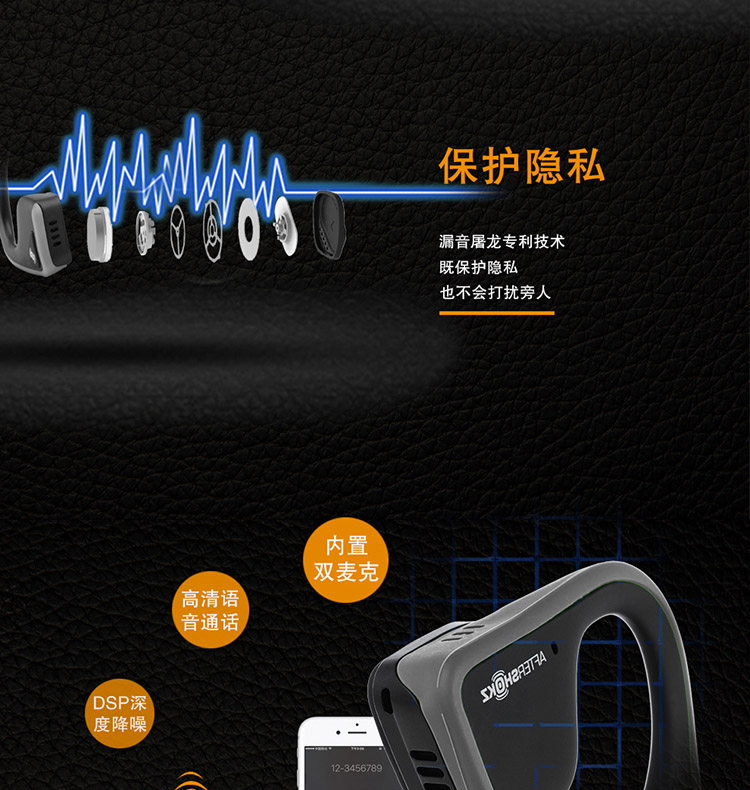 保护隐私
漏音屠龙专利技术
既保护隐私
也不会打扰旁人
内置
双麦克
高清语
音通话
DSP深
度降噪
AFTERSHOKZ
12-3456789